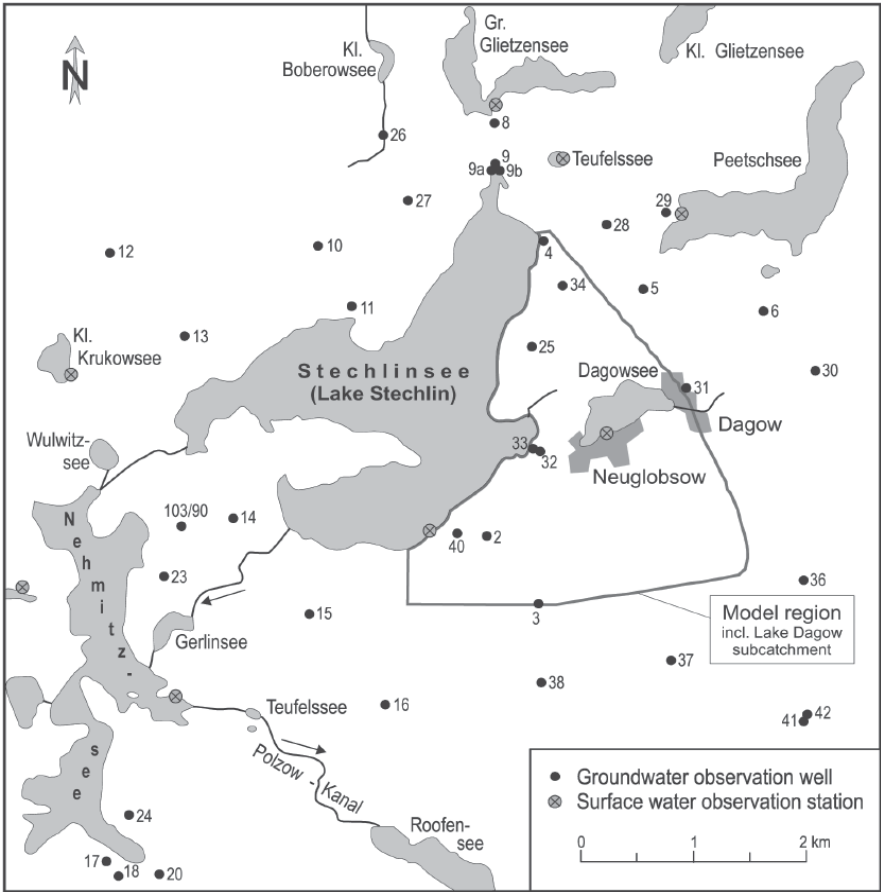 N
Kl.
Boberowsee
Gr.
Glietzensee
Kl. Glietzensee
8
26
9
9a
9b
Teufelssee
Peetschsee
27
29
28
12
10
4
34
5
6
11
13
Kl.
Krukowsee
25
30
Stechlinsee
(Lake Stechlin)
Dagowsee
31
Dagow
Wulwitz-
see
33
32
Neuglobsow
103/90
14
40
2
23
36
15
3
Model region
incl. Lake Dagow
subcatchment
Gerlinsee
37
38
Nehmitz-
see
16
42
41
Teufelssee
Polzow - Kanal
24
Roofen-
see
17
18
20
Groundwater observation well
Surface water observation station
0
1
2 km